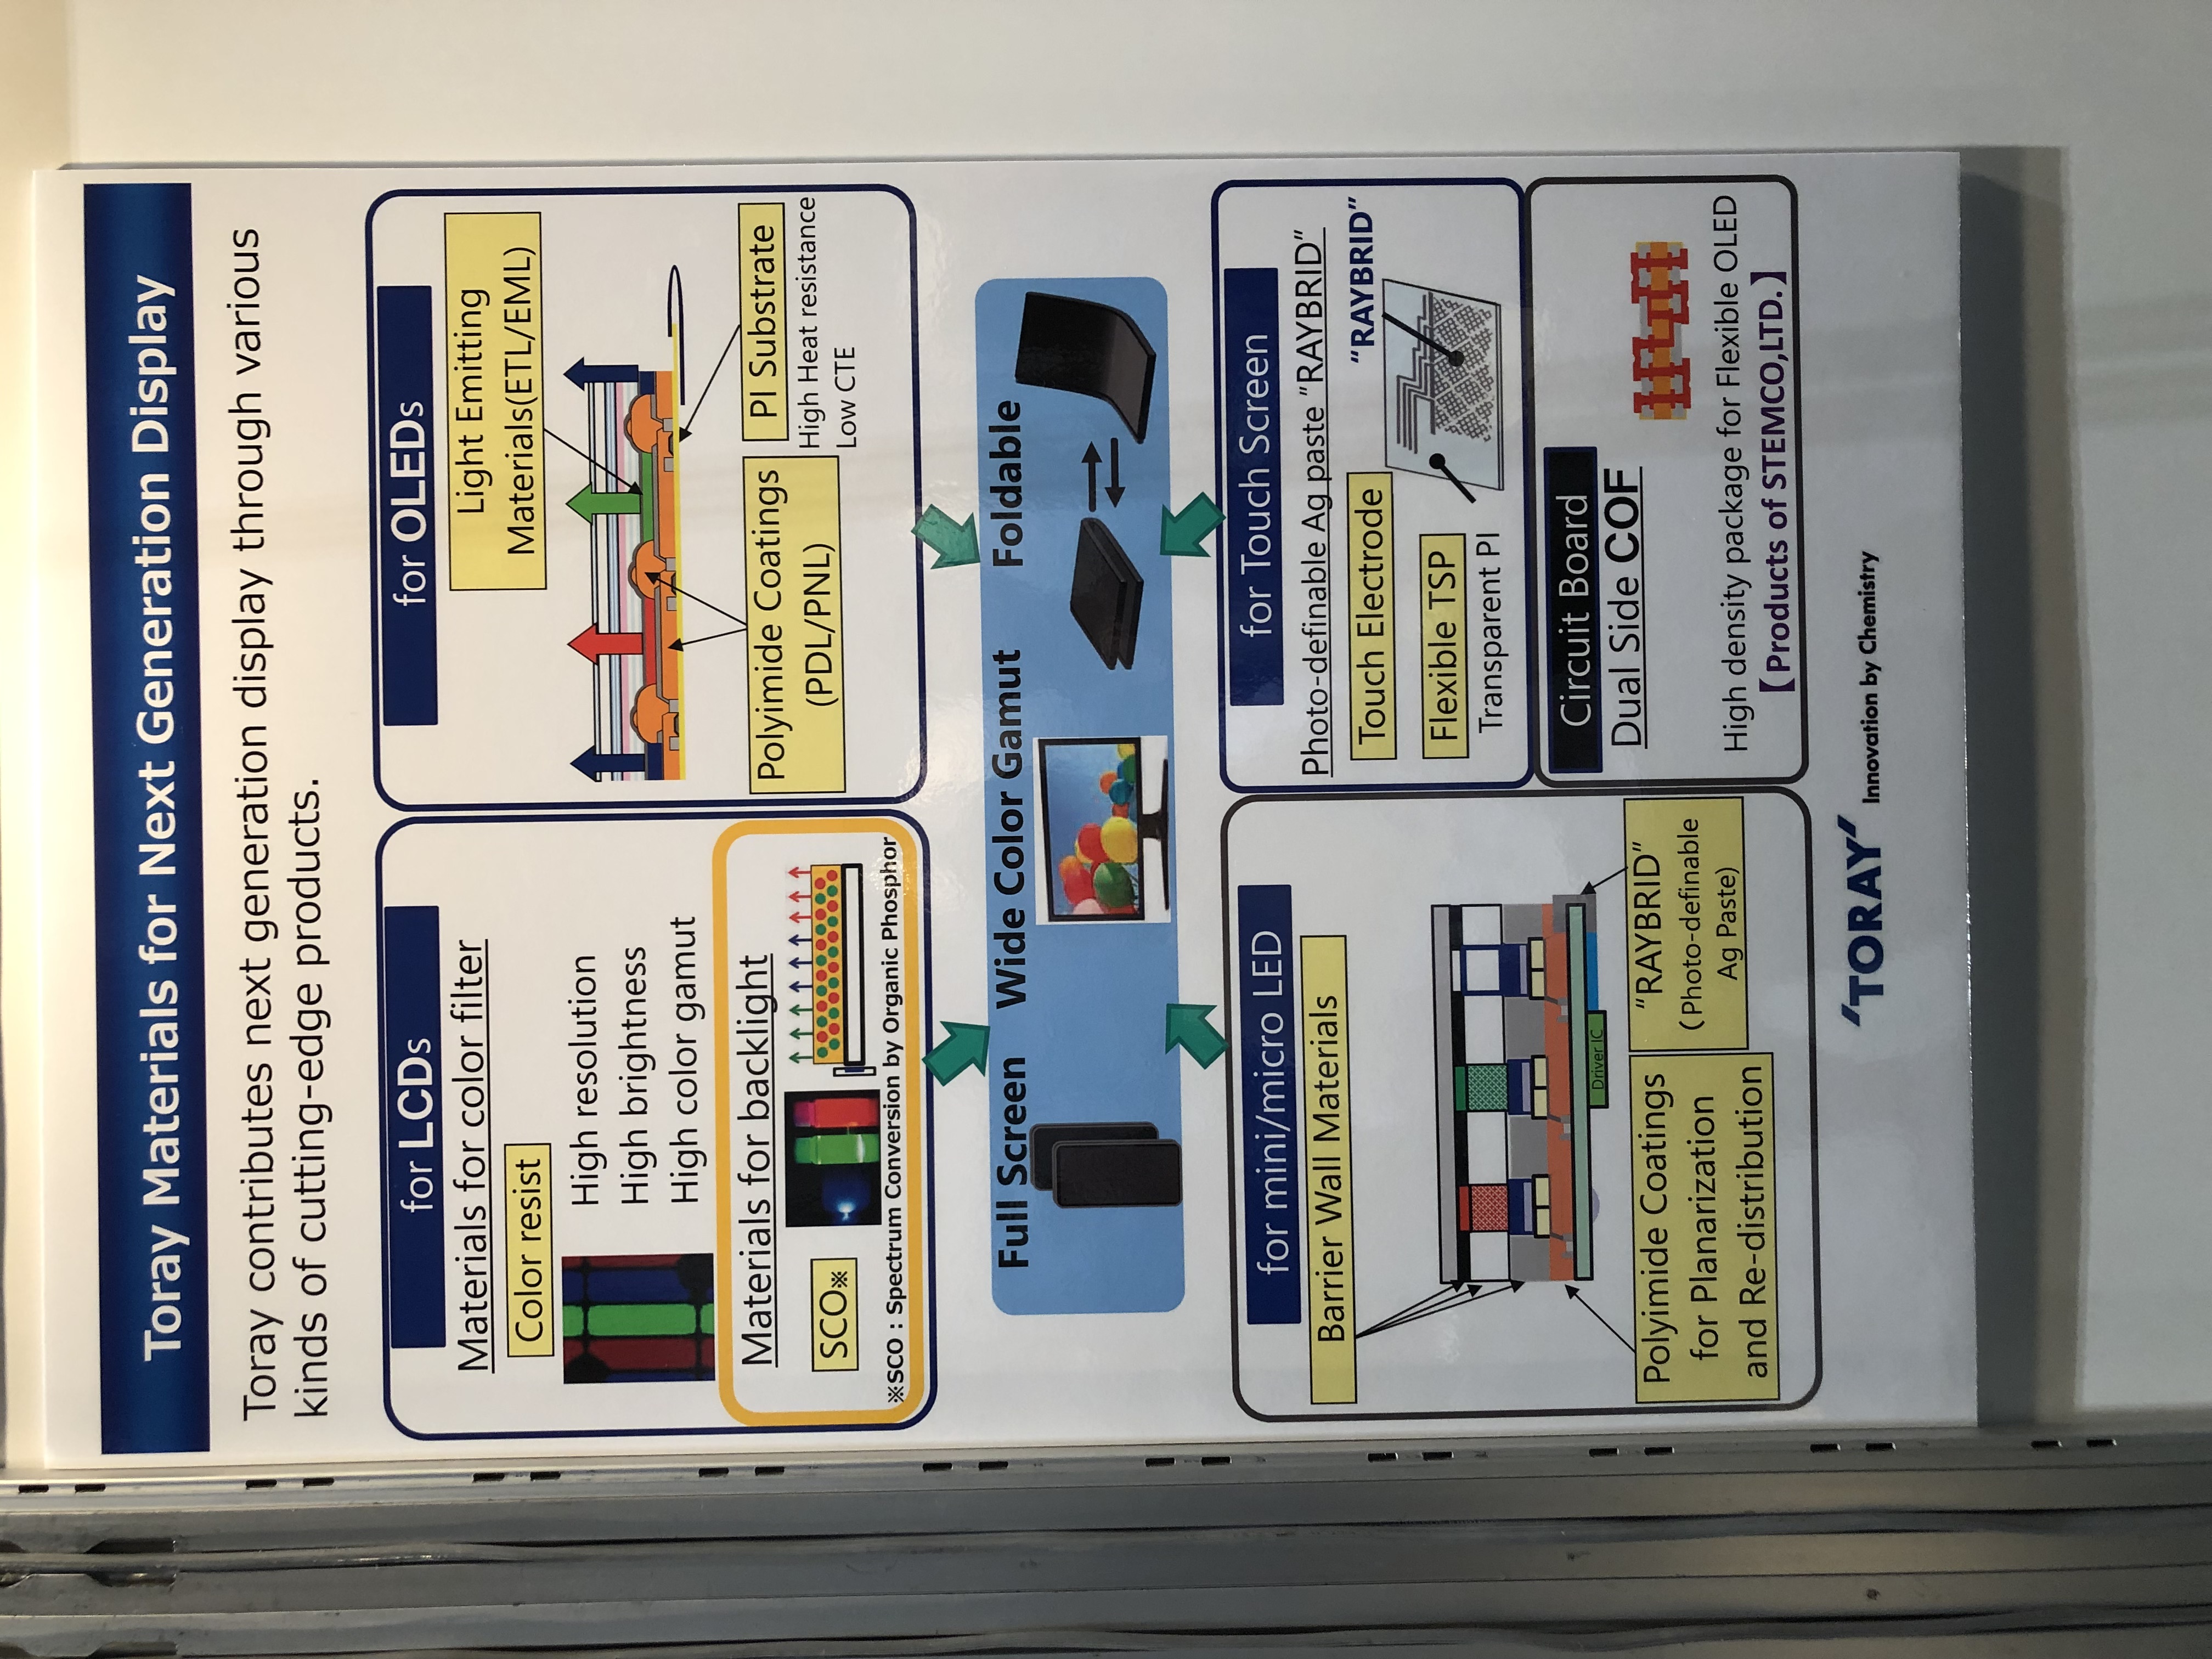 Toray Materials for Next Generation Display
Toray contributes next generation display through various
kinds of cutting-edge products.
for LCDs
Materials for color filter
Color resist
High resolution
High brightness
High color gamut
Materials for backlight
SCO※
※SCO : Spectrum Conversion by Organic Phosphor
for OLEDs
Light Emitting
Materials(ETL/EML)
Polyimide Coatings
(PDL/PNL)
PI Substrate
High Heat resistance
Low CTE
Full Screen
Wide Color Gamut
Foldable
for mini/micro LED
Barrier Wall Materials
Driver IC
Polyimide Coatings
for Planarization
and Re-distribution
“RAYBRID”
(Photo-definable
Ag Paste)
for Touch Screen
Photo-definable Ag paste “RAYBRID”
Touch Electrode
“RAYBRID”
Flexible TSP
Transparent PI
Circuit Board
Dual Side COF
High density package for Flexible OLED
【Products of STEMCO,LTD.】
'TORAY' Innovation by Chemistry